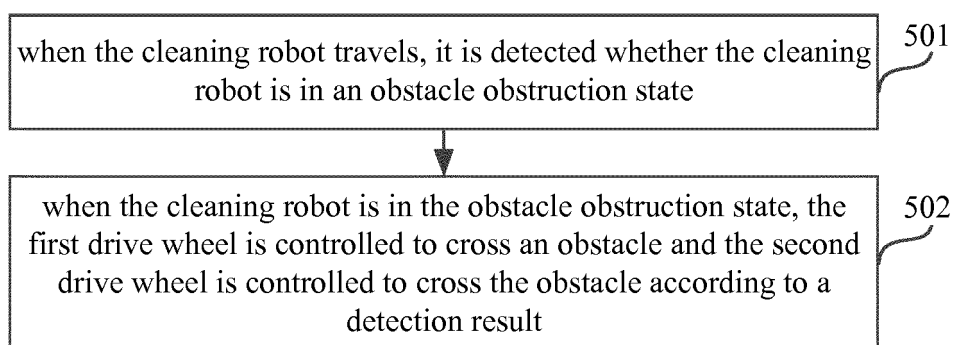 when the cleaning robot travels, it is detected whether the cleaning
robot is in an obstacle obstruction state
501
when the cleaning robot is in the obstacle obstruction state, the
first drive wheel is controlled to cross an obstacle and the second
drive wheel is controlled to cross the obstacle according to a
detection result
502